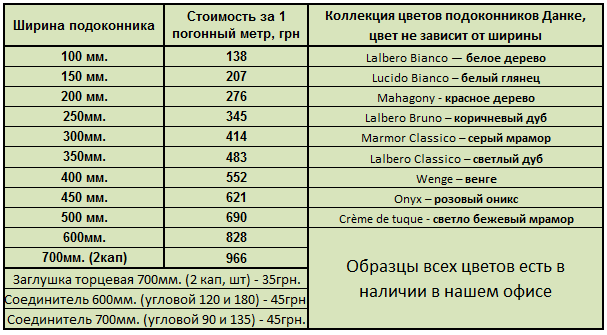 Ширина подоконника
Стоимость за 1
погонный метр, грн
Коллекция цветов подоконников Данке,
цвет не зависит от ширины
100 мм.
138
Lalbero Bianco — белое дерево
150 мм.
207
Lucido Bianco – белый глянец
200 мм.
276
Mahagony - красное дерево
250мм.
345
Lalbero Bruno – коричневый дуб
300мм.
414
Marmor Classico – серый мрамор
350мм.
483
Lalbero Classico – светлый дуб
400 мм.
552
Wenge – венге
450 мм.
621
Onyx – розовый оникс
500 мм.
690
Crème de tuque - светло бежевый мрамор
600мм.
828
700мм. (2кап)
966
Заглушка торцевая 700мм. (2 кап, шт) - 35грн.
Соединитель 600мм. (угловой 120 и 180) - 45грн
Соединитель 700мм. (угловой 90 и 135) - 45грн.
Образцы всех цветов есть в
наличии в нашем офисе